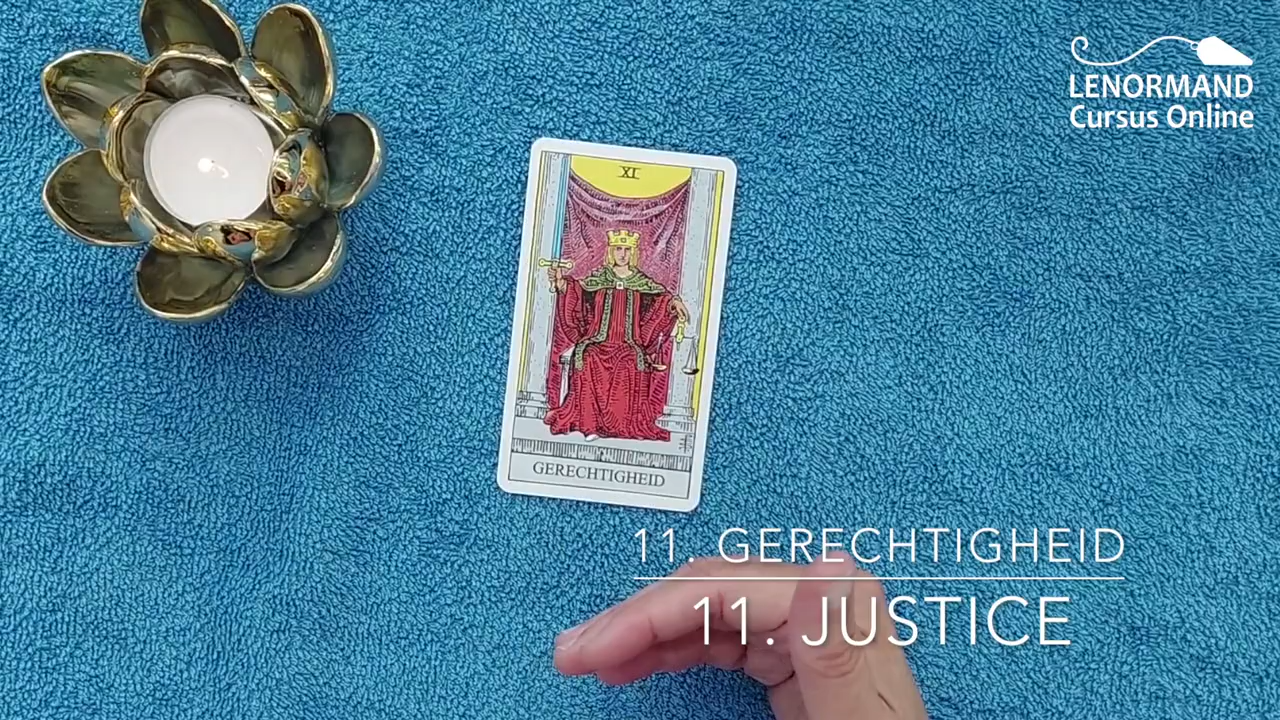 LENORMAND
Cursus Online
XI
GERECHTIGHEID
11. GERECHTIGHEID
11. JUSTICE